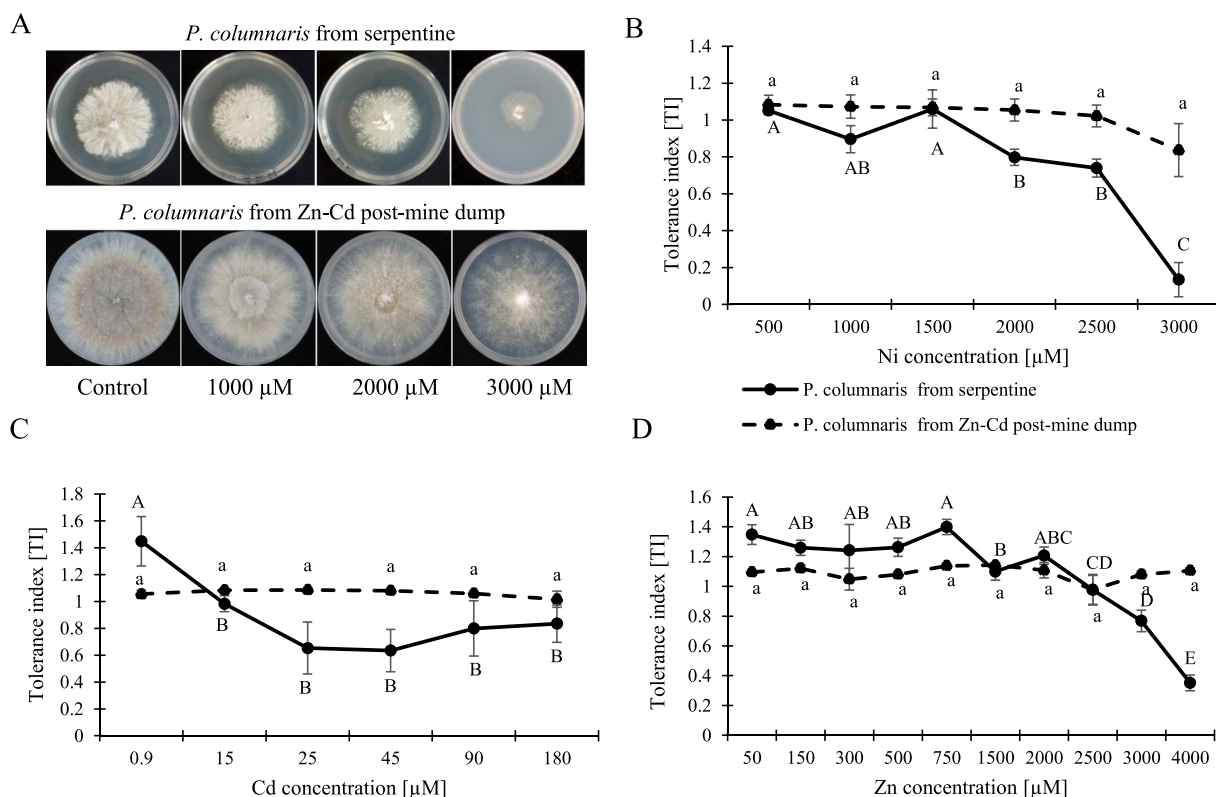 A
P. columnaris from serpentine
P. columnaris from Zn-Cd post-mine dump
Control 1000 µM 2000 µM 3000 µM
B
Tolerance index [TI]
1.4
1.2
1
0.8
0.6
0.4
0.2
0
a a a a a a
A AB A B B C
500 1000 1500 2000 2500 3000
Ni concentration [µM]
P. columnaris from serpentine
P. columnaris from Zn-Cd post-mine dump
C
Tolerance index [TI]
1.8
1.6
1.4
1.2
1
0.8
0.6
0.4
0.2
0
A
a a a a a a
B B B B B
0.9 15 25 45 90 180
Cd concentration [µM]
D
Tolerance index [TI]
1.6
1.4
1.2
1
0.8
0.6
0.4
0.2
0
A AB AB AB A B ABC CD D E
a a a a a a a a a a
50 150 300 500 750 1500 2000 2500 3000 4000
Zn concentration [µM]